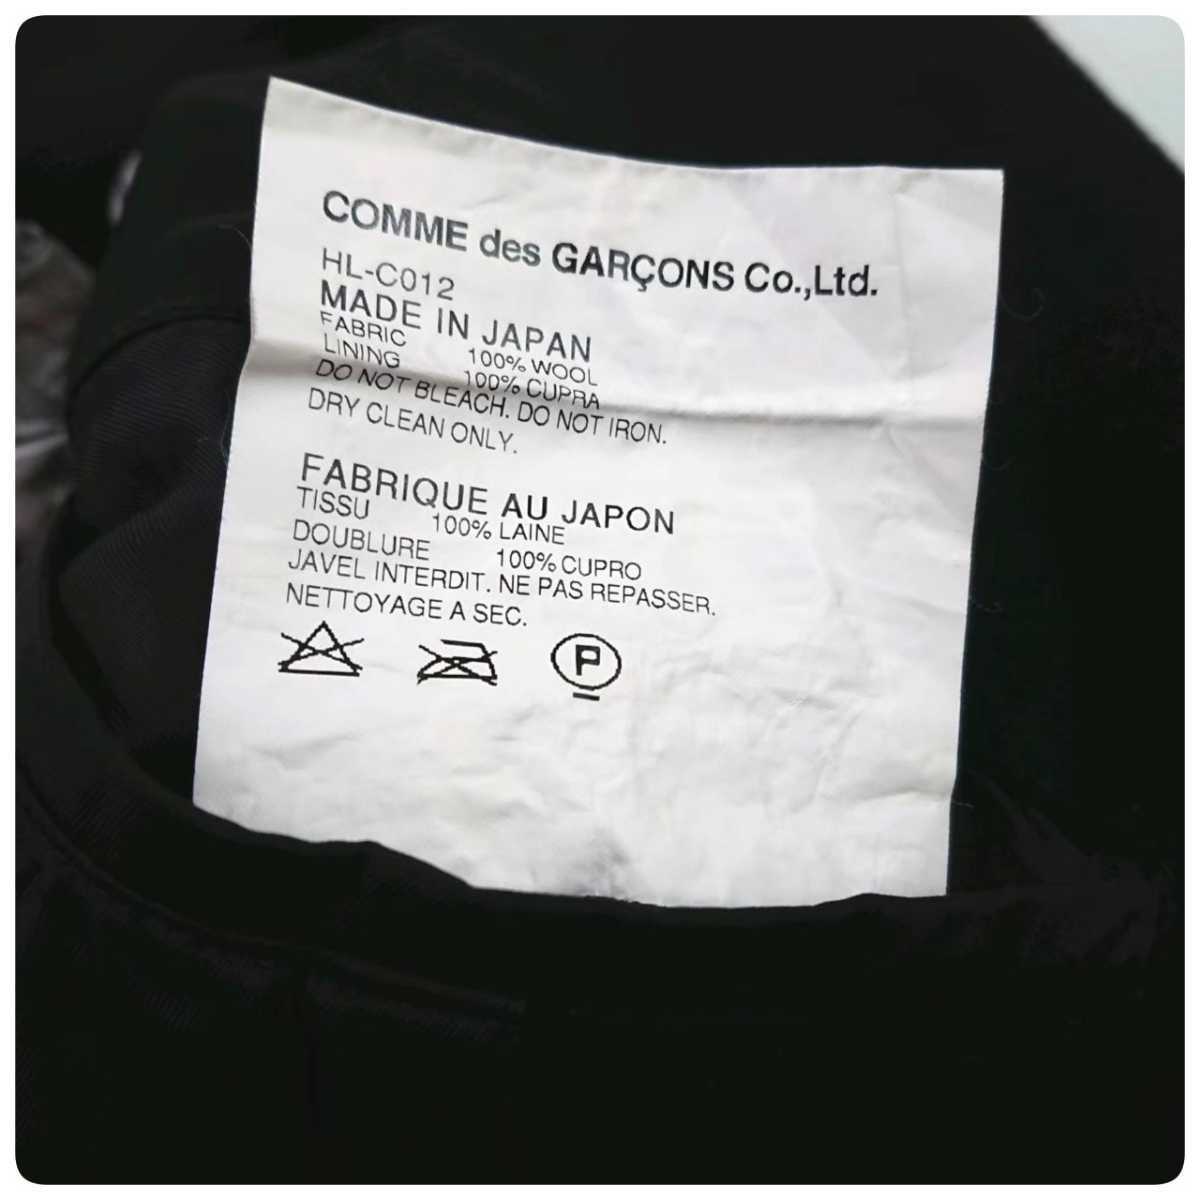 COMME des GARÇONS Co.,Ltd.
HL-C012
MADE IN JAPAN
FABRIC 100% WOOL
LINING 100% CUPRA
DO NOT BLEACH. DO NOT IRON.
DRY CLEAN ONLY.
FABRIQUE AU JAPON
TISSU 100% LAINE
DOUBLURE 100% CUPRO
JAVEL INTERDIT. NE PAS REPASSER.
NETTOYAGE A SEC.
P